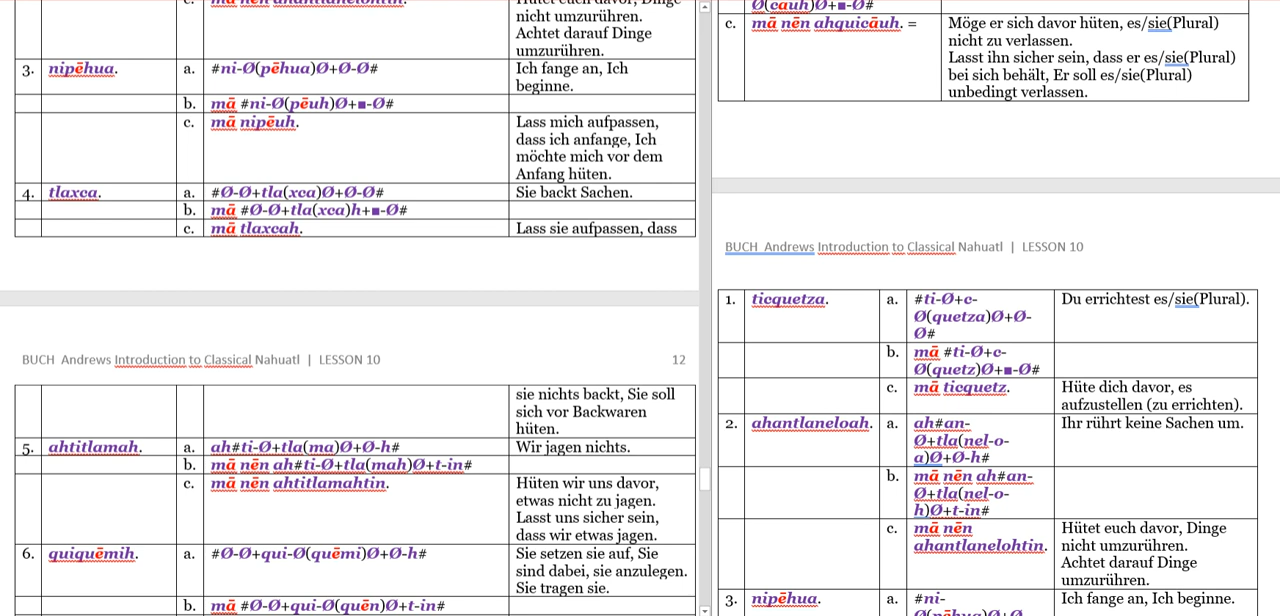 c. mā nēn ahantlanelohtin. Hütet euch davor, Dinge
nicht umzurühren.
Achtet darauf Dinge
umzurühren.
3. nipēhua. a. #ni-Ø(pēhua)Ø+Ø-Ø# Ich fange an, Ich
beginne.
b. mā #ni-Ø(pēuh)Ø+■-Ø#
c. mā nipēuh. Lass mich aufpassen,
dass ich anfange, Ich
möchte mich vor dem
Anfang hüten.
4. tlaxca. a. #Ø-Ø+tla(xca)Ø+Ø-Ø# Sie backt Sachen.
b. mā #Ø-Ø+tla(xca)h+■-Ø#
c. mā tlaxcah. Lass sie aufpassen, dass
BUCH Andrews Introduction to Classical Nahuatl | LESSON 10 12
sie nichts backt, Sie soll
sich vor Backwaren
hüten.
5. ahtitlamah. a. ah#ti-Ø+tla(ma)Ø+Ø-h# Wir jagen nichts.
b. mā nēn ah#ti-Ø+tla(mah)Ø+t-in#
c. mā nēn ahtitlamahtin. Hüten wir uns davor,
etwas nicht zu jagen.
Lasst uns sicher sein,
dass wir etwas jagen.
6. quiquēmih. a. #Ø-Ø+qui-Ø(quēmi)Ø+Ø-h# Sie setzen sie auf, Sie
sind dabei, sie anzulegen.
Sie tragen sie.
b. mā #Ø-Ø+qui-Ø(quēn)Ø+t-in#
Ø(cauh)Ø+■-Ø#
c. mā nēn ahquicāuh. = Möge er sich davor hüten, es/sie(Plural)
nicht zu verlassen.
Lasst ihn sicher sein, dass er es/sie(Plural)
bei sich behält, Er soll es/sie(Plural)
unbedingt verlassen.
BUCH Andrews Introduction to Classical Nahuatl | LESSON 10
1. ticquetza. a. #ti-Ø+c- Du errichtest es/sie(Plural).
Ø(quetza)Ø+Ø-
Ø#
b. mā #ti-Ø+c-
Ø(quetz)Ø+■-Ø#
c. mā ticquetz. Hüte dich davor, es
aufzustellen (zu errichten).
2. ahantlaneloah. a. ah#an- Ihr rührt keine Sachen um.
Ø+tla(nel-o-
a)Ø+Ø-h#
b. mā nēn ah#an-
Ø+tla(nel-o-
h)Ø+t-in#
c. mā nēn Hütet euch davor, Dinge
ahantlanelohtin. nicht umzurühren.
Achtet darauf Dinge
umzurühren.
3. nipēhua. a. #ni- Ich fange an, Ich beginne.
Ø(pēhua)Ø+Ø